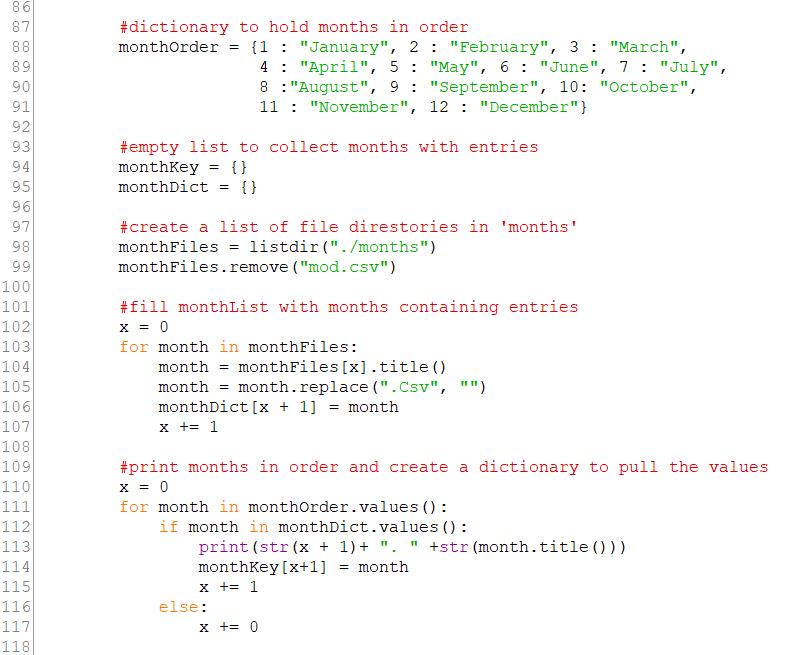 86
87 #dictionary to hold months in order
88 monthOrder = {1 : "January", 2 : "February", 3 : "March",
89 4 : "April", 5 : "May", 6 : "June", 7 : "July",
90 8 :"August", 9 : "September", 10: "October",
91 11 : "November", 12 : "December"}
92
93 #empty list to collect months with entries
94 monthKey = {}
95 monthDict = {}
96
97 #create a list of file direstories in 'months'
98 monthFiles = listdir("./months")
99 monthFiles.remove("mod.csv")
100
101 #fill monthList with months containing entries
102 x = 0
103 for month in monthFiles:
104 month = monthFiles[x].title()
105 month = month.replace(".Csv", "")
106 monthDict[x + 1] = month
107 x += 1
108
109 #print months in order and create a dictionary to pull the values
110 x = 0
111 for month in monthOrder.values():
112 if month in monthDict.values():
113 print(str(x + 1)+ ". " +str(month.title()))
114 monthKey[x+1] = month
115 x += 1
116 else:
117 x += 0
118